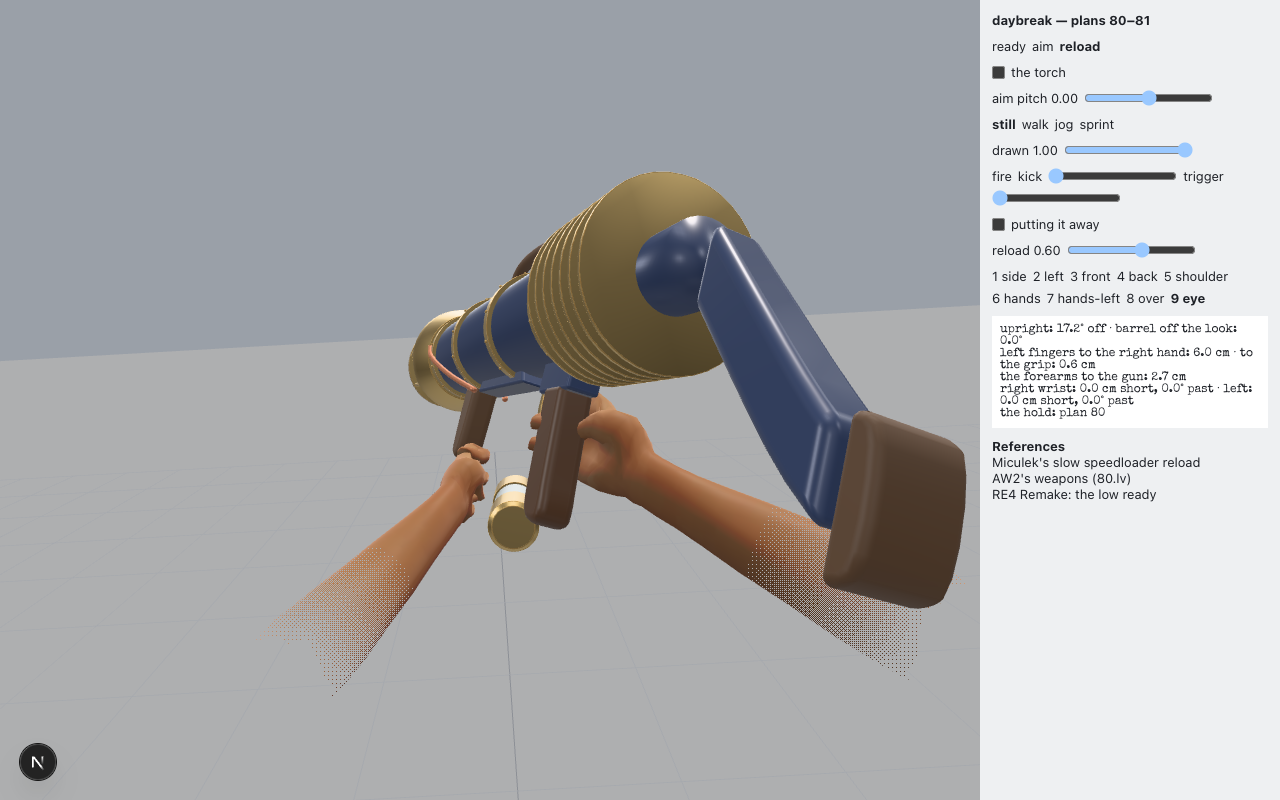 daybreak — plans 80–81
ready aim reload
the torch
aim pitch 0.00
still walk jog sprint
drawn 1.00
fire kick trigger
putting it away
reload 0.60
1 side 2 left 3 front 4 back 5 shoulder
6 hands 7 hands-left 8 over 9 eye
upright: 17.2° off · barrel off the look:
0.0°
left fingers to the right hand: 6.0 cm · to
the grip: 0.6 cm
the forearms to the gun: 2.7 cm
right wrist: 0.0 cm short, 0.0° past · left:
0.0 cm short, 0.0° past
the hold: plan 80
References
Miculek's slow speedloader reload
AW2's weapons (80.lv)
RE4 Remake: the low ready
N